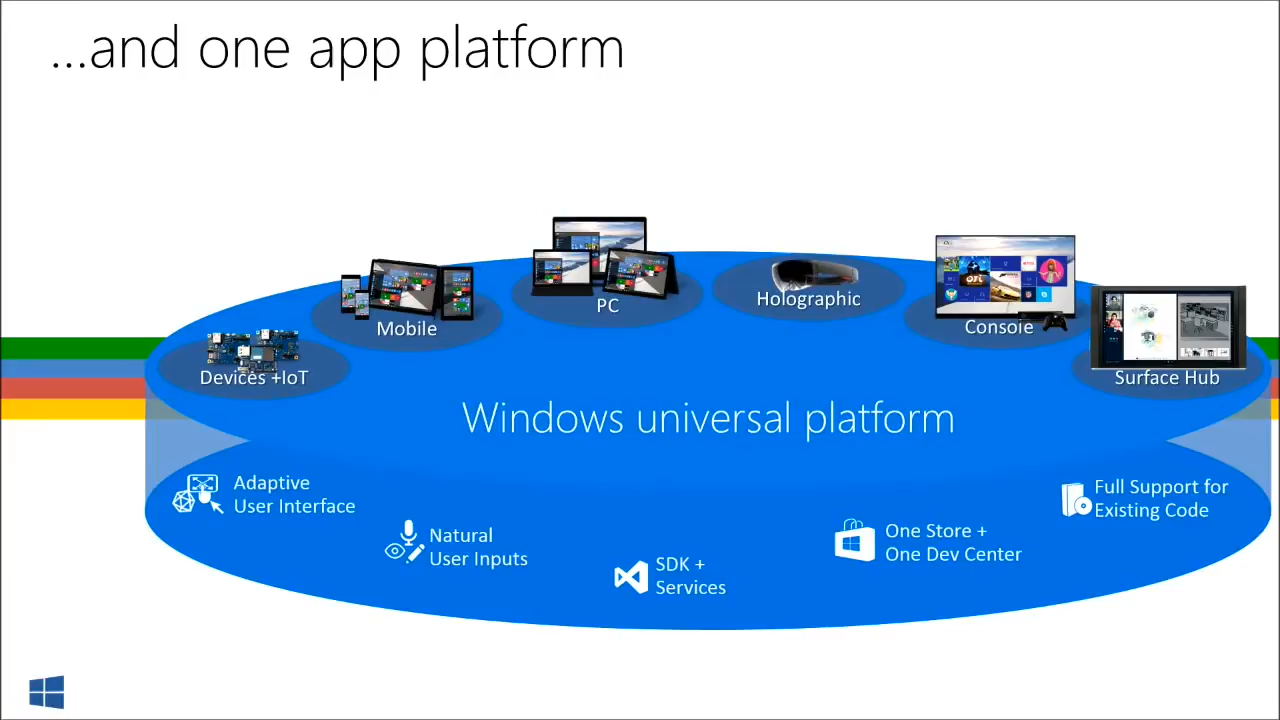 ...and one app platform
Devices +IoT
Mobile
PC
Holographic
Console
Surface Hub
Windows universal platform
Adaptive
User Interface
Natural
User Inputs
SDK +
Services
One Store +
One Dev Center
Full Support for
Existing Code